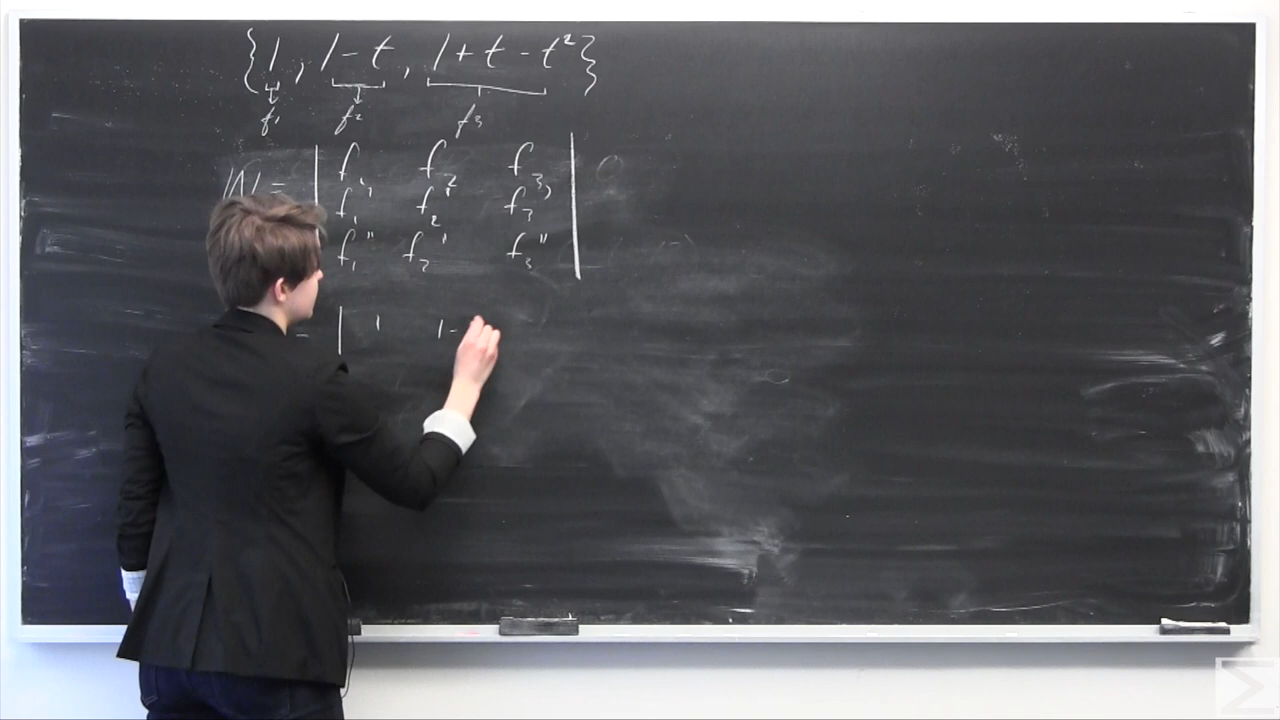 {1, 1-t, 1+t-t²}
f₁ f₂ f₃
W = | f₁ f₂ f₃ |
f₁' f₂' f₃'
f₁'' f₂' f₃''
= | 1 1-